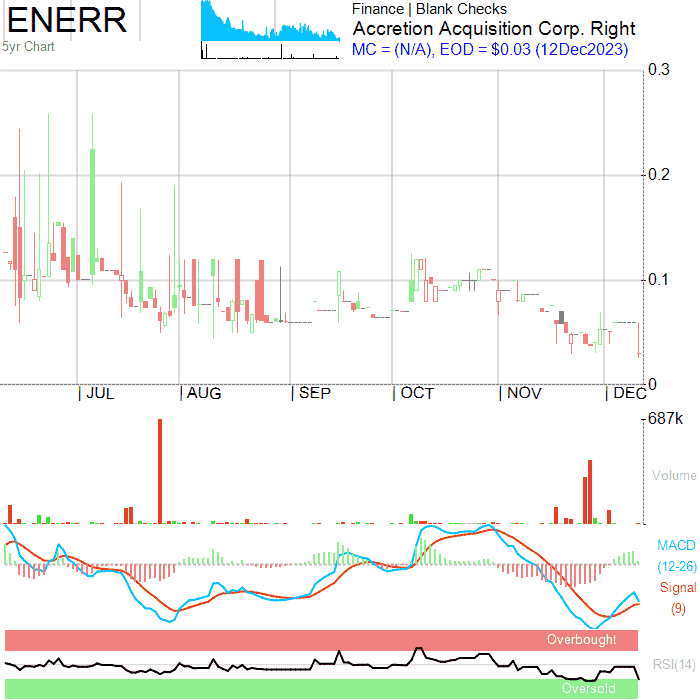 ENERR
5yr Chart
Finance | Blank Checks
Accretion Acquisition Corp. Right
MC = (N/A), EOD = $0.03 (12Dec2023)
0.3
0.2
0.1
0
JUL
AUG
SEP
OCT
NOV
DEC
687k
Volume
MACD
(12-26)
Signal
(9)
Overbought
RSI(14)
Oversold